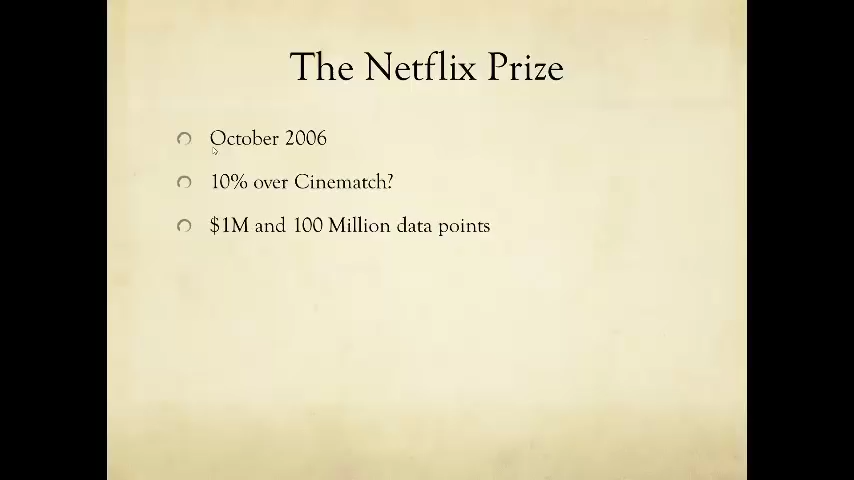 The Netflix Prize
October 2006
10% over Cinematch?
$1M and 100 Million data points